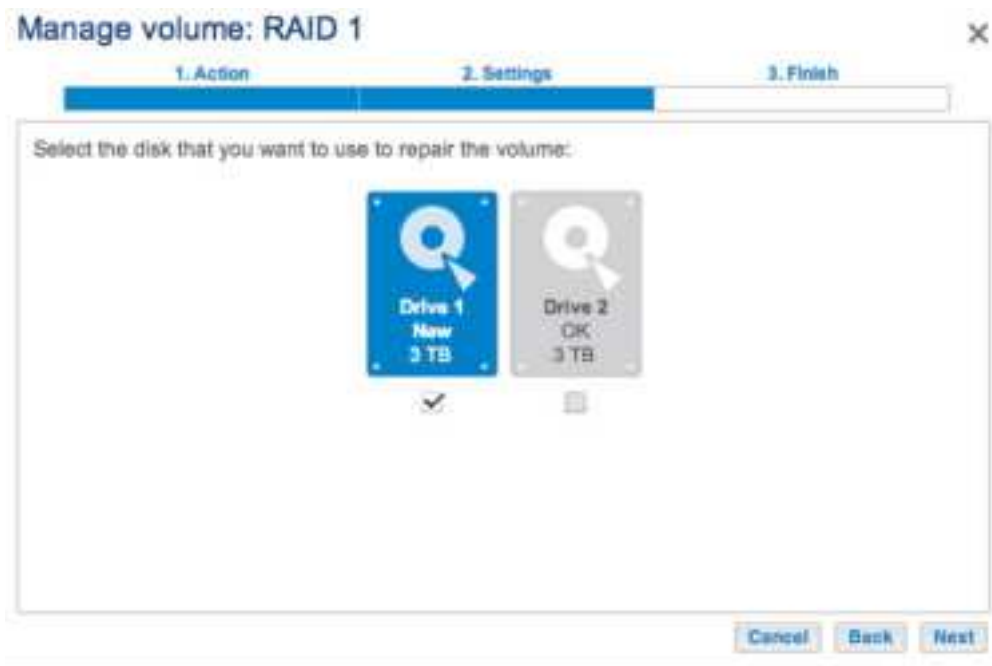 Manage volume: RAID 1
1. Action
2. Settings
3. Finish
Select the disk that you want to use to repair the volume:
Drive 1
New
3 TB
Drive 2
OK
3 TB
Cancel
Back
Next